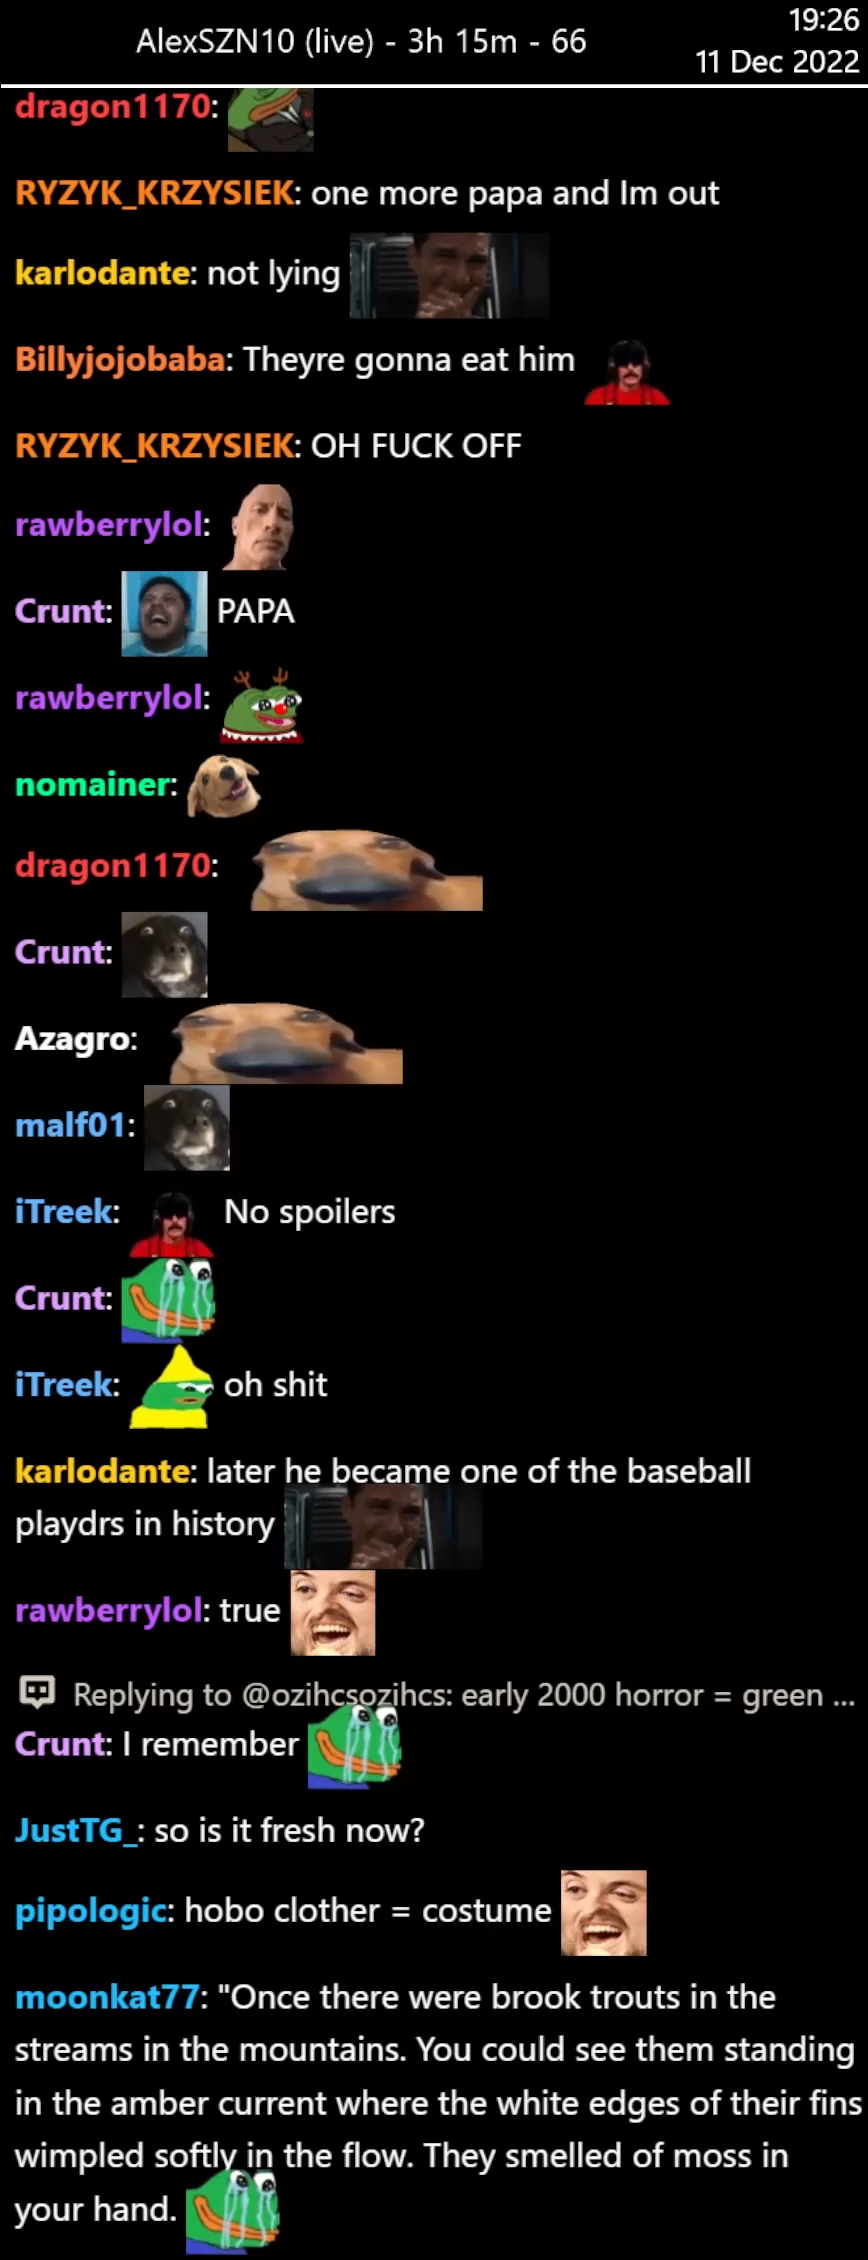 AlexSZN10 (live) - 3h 15m - 66
19:26
11 Dec 2022
dragon1170:
RYZYK_KRZYSIEK: one more papa and Im out
karlodante: not lying
Billyjojobaba: Theyre gonna eat him
RYZYK_KRZYSIEK: OH FUCK OFF
rawberrylol:
Crunt: PAPA
rawberrylol:
nomainer:
dragon1170:
Crunt:
Azagro:
malf01:
iTreek: No spoilers
Crunt:
iTreek: oh shit
karlodante: later he became one of the baseball
playdrs in history
rawberrylol: true
Replying to @ozihcsozihcs: early 2000 horror = green ...
Crunt: I remember
JustTG_: so is it fresh now?
pipologic: hobo clother = costume
moonkat77: "Once there were brook trouts in the
streams in the mountains. You could see them standing
in the amber current where the white edges of their fins
wimpled softly in the flow. They smelled of moss in
your hand.